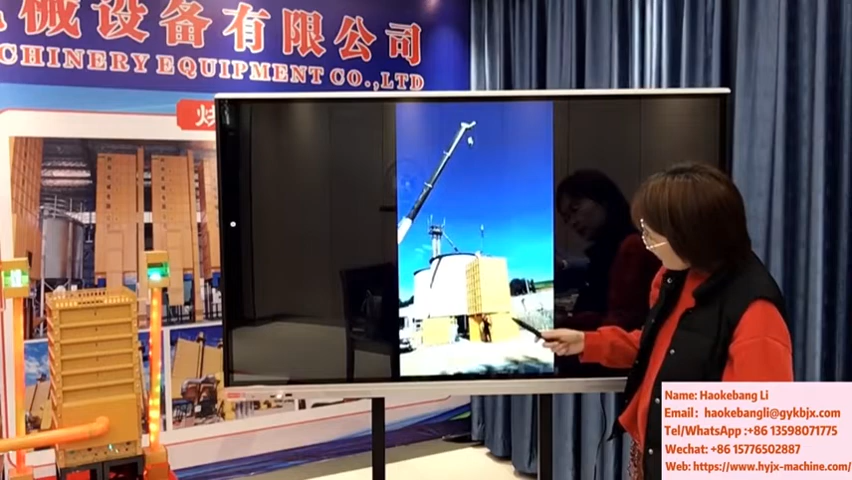 械设备有限公司
CHINERY EQUIPMENT CO.,LTD
Name: Haokebang Li
Email：haokebangli@gykbjx.com
Tel/WhatsApp :+86 13598071775
Wechat: +86 15776502887
Web: https://www.hyjx-machine.com/